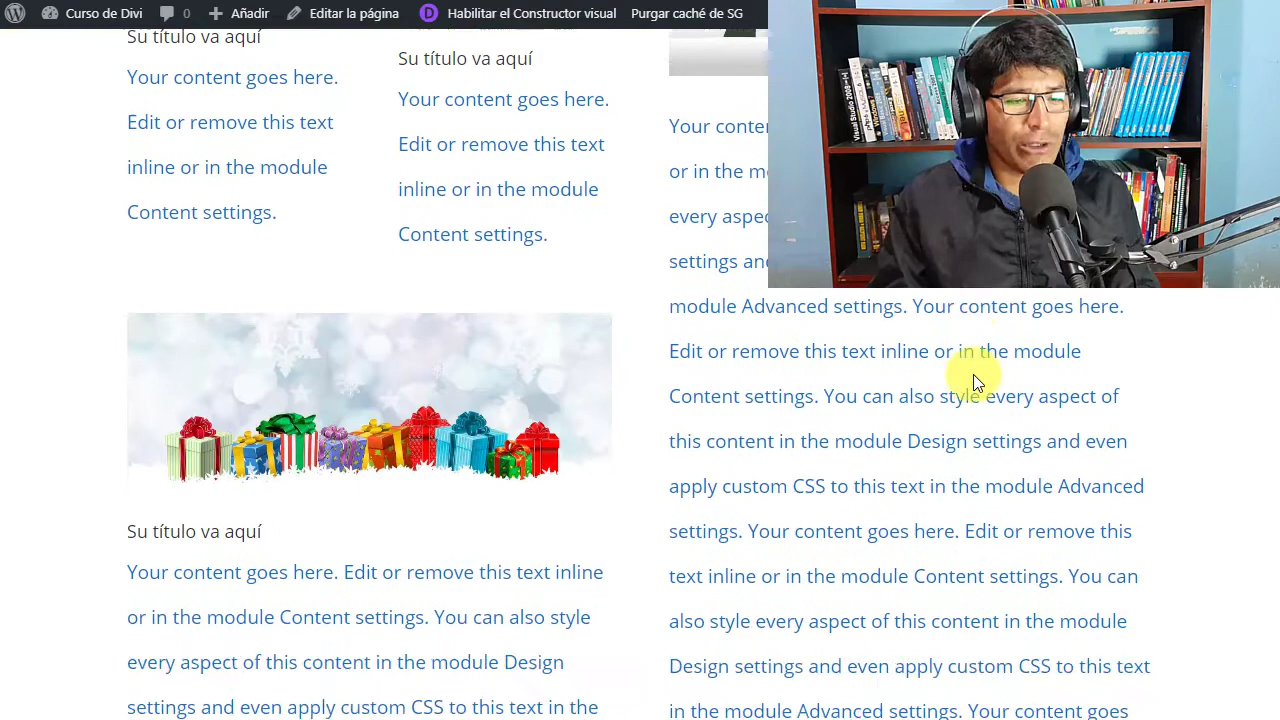 Curso de Divi 0 Añadir Editar la página Habilitar el Constructor visual Purgar caché de SG
Su título va aquí
Your content goes here.
Edit or remove this text
inline or in the module
Content settings.
Su título va aquí
Your content goes here.
Edit or remove this text
inline or in the module
Content settings.
Su título va aquí
Your content goes here. Edit or remove this text inline
or in the module Content settings. You can also style
every aspect of this content in the module Design
settings and even apply custom CSS to this text in the
Your
or in the
every
settings
module Advanced settings. Your content goes here.
Edit or remove this text inline or in the module
Content settings. You can also style every aspect of
this content in the module Design settings and even
apply custom CSS to this text in the module Advanced
settings. Your content goes here. Edit or remove this
text inline or in the module Content settings. You can
also style every aspect of this content in the module
Design settings and even apply custom CSS to this text
in the module Advanced settings. Your content goes
Visual Studio 2008
Windows